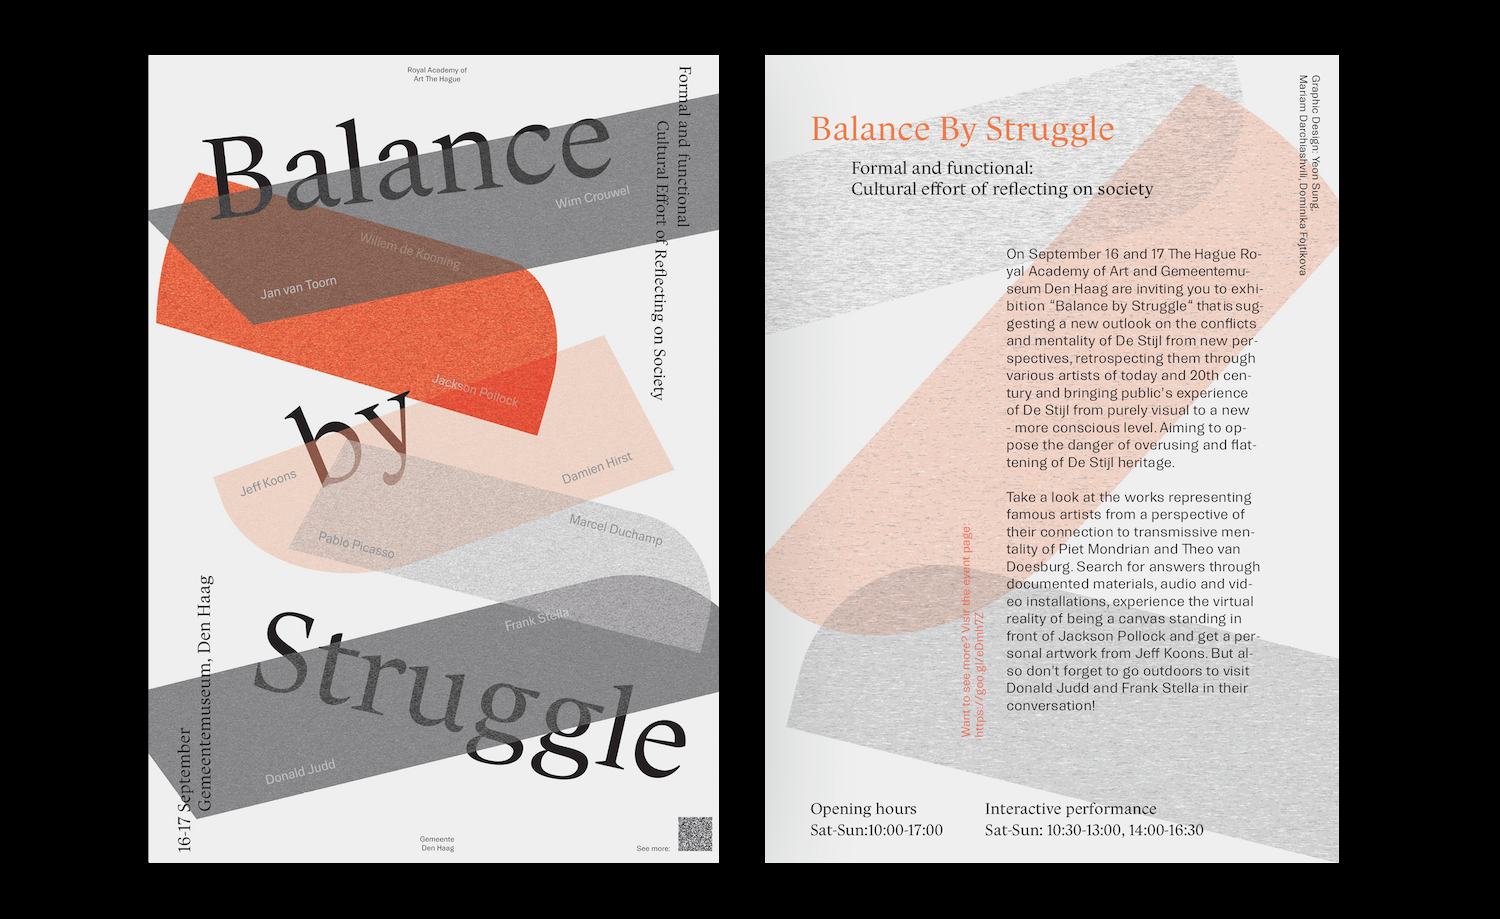 Royal Academy of
Art The Hague
Formal and functional
Cultural Effort of Reflecting on Society
Balance
Wim Crouwel
Willem de Kooning
Jan van Toorn
Jackson Pollock
by
Jeff Koons
Damien Hirst
Marcel Duchamp
Pablo Picasso
Frank Stella
Struggle
Donald Judd
16-17 September
Gemeentemuseum, Den Haag
Gemeente
Den Haag
See more:
Balance By Struggle
Formal and functional:
Cultural effort of reflecting on society
Graphic Design: Yeon Sung,
Mariam Darchiashvili, Dominika Fojtikova
On September 16 and 17 The Hague Ro-
yal Academy of Art and Gemeentemu-
seum Den Haag are inviting you to exhi-
bition “Balance by Struggle“ that is sug-
gesting a new outlook on the conflicts
and mentality of De Stijl from new per-
spectives, retrospecting them through
various artists of today and 20th cen-
tury and bringing public's experience
of De Stijl from purely visual to a new
- more conscious level. Aiming to op-
pose the danger of overusing and flat-
tening of De Stijl heritage.
Take a look at the works representing
famous artists from a perspective of
their connection to transmissive men-
tality of Piet Mondrian and Theo van
Doesburg. Search for answers through
documented materials, audio and vid-
eo installations, experience the virtual
reality of being a canvas standing in
front of Jackson Pollock and get a per-
sonal artwork from Jeff Koons. But al-
so don't forget to go outdoors to visit
Donald Judd and Frank Stella in their
conversation!
Want to see more? Visit the event page:
https://goo.gl/eDmh7Z
Opening hours
Sat-Sun:10:00-17:00
Interactive performance
Sat-Sun: 10:30-13:00, 14:00-16:30